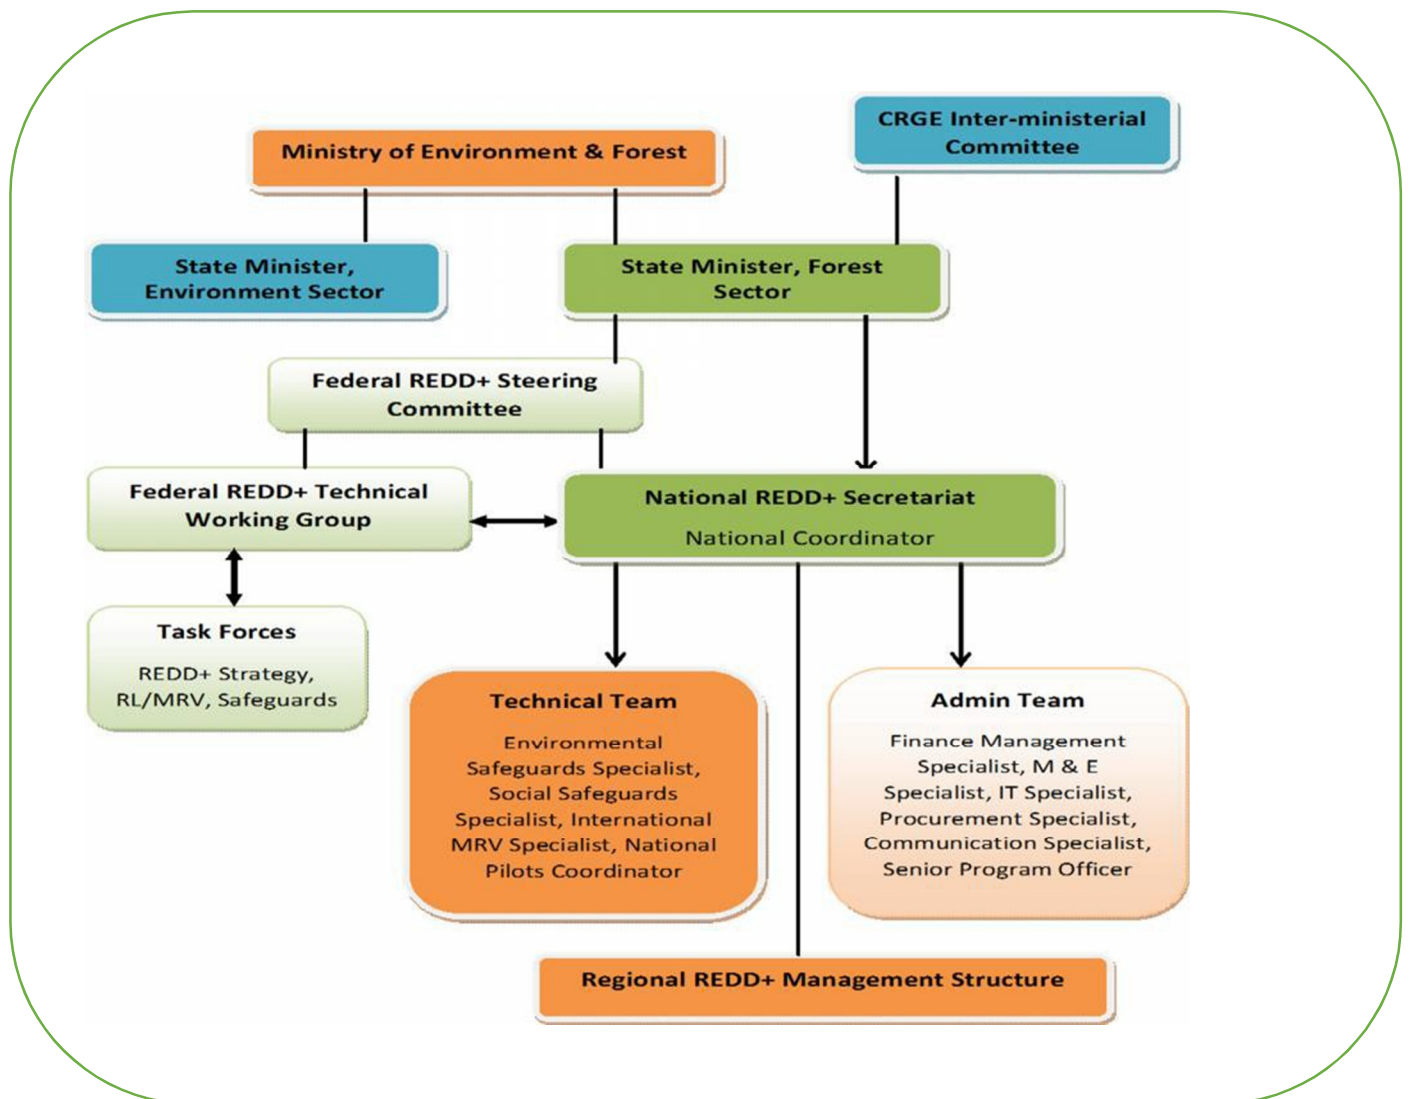 CRGE Inter-ministerial
Committee
Ministry of Environment & Forest
State Minister,
Environment Sector
State Minister, Forest
Sector
Federal REDD+ Steering
Committee
Federal REDD+ Technical
Working Group
National REDD+ Secretariat
National Coordinator
Task Forces
REDD+ Strategy,
RL/MRV, Safeguards
Technical Team
Environmental
Safeguards Specialist,
Social Safeguards
Specialist, International
MRV Specialist, National
Pilots Coordinator
Admin Team
Finance Management
Specialist, M & E
Specialist, IT Specialist,
Procurement Specialist,
Communication Specialist,
Senior Program Officer
Regional REDD+ Management Structure